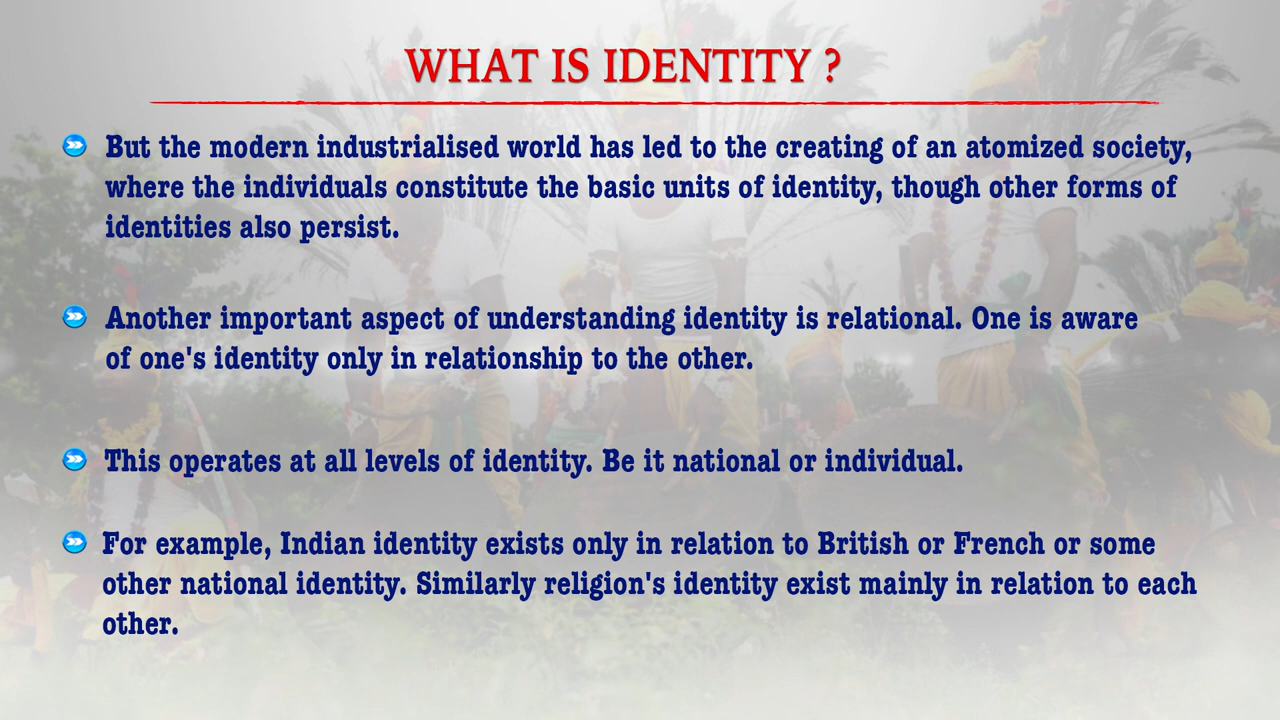 WHAT IS IDENTITY ?
But the modern industrialised world has led to the creating of an atomized society,
where the individuals constitute the basic units of identity, though other forms of
identities also persist.
Another important aspect of understanding identity is relational. One is aware
of one's identity only in relationship to the other.
This operates at all levels of identity. Be it national or individual.
For example, Indian identity exists only in relation to British or French or some
other national identity. Similarly religion's identity exist mainly in relation to each
other.